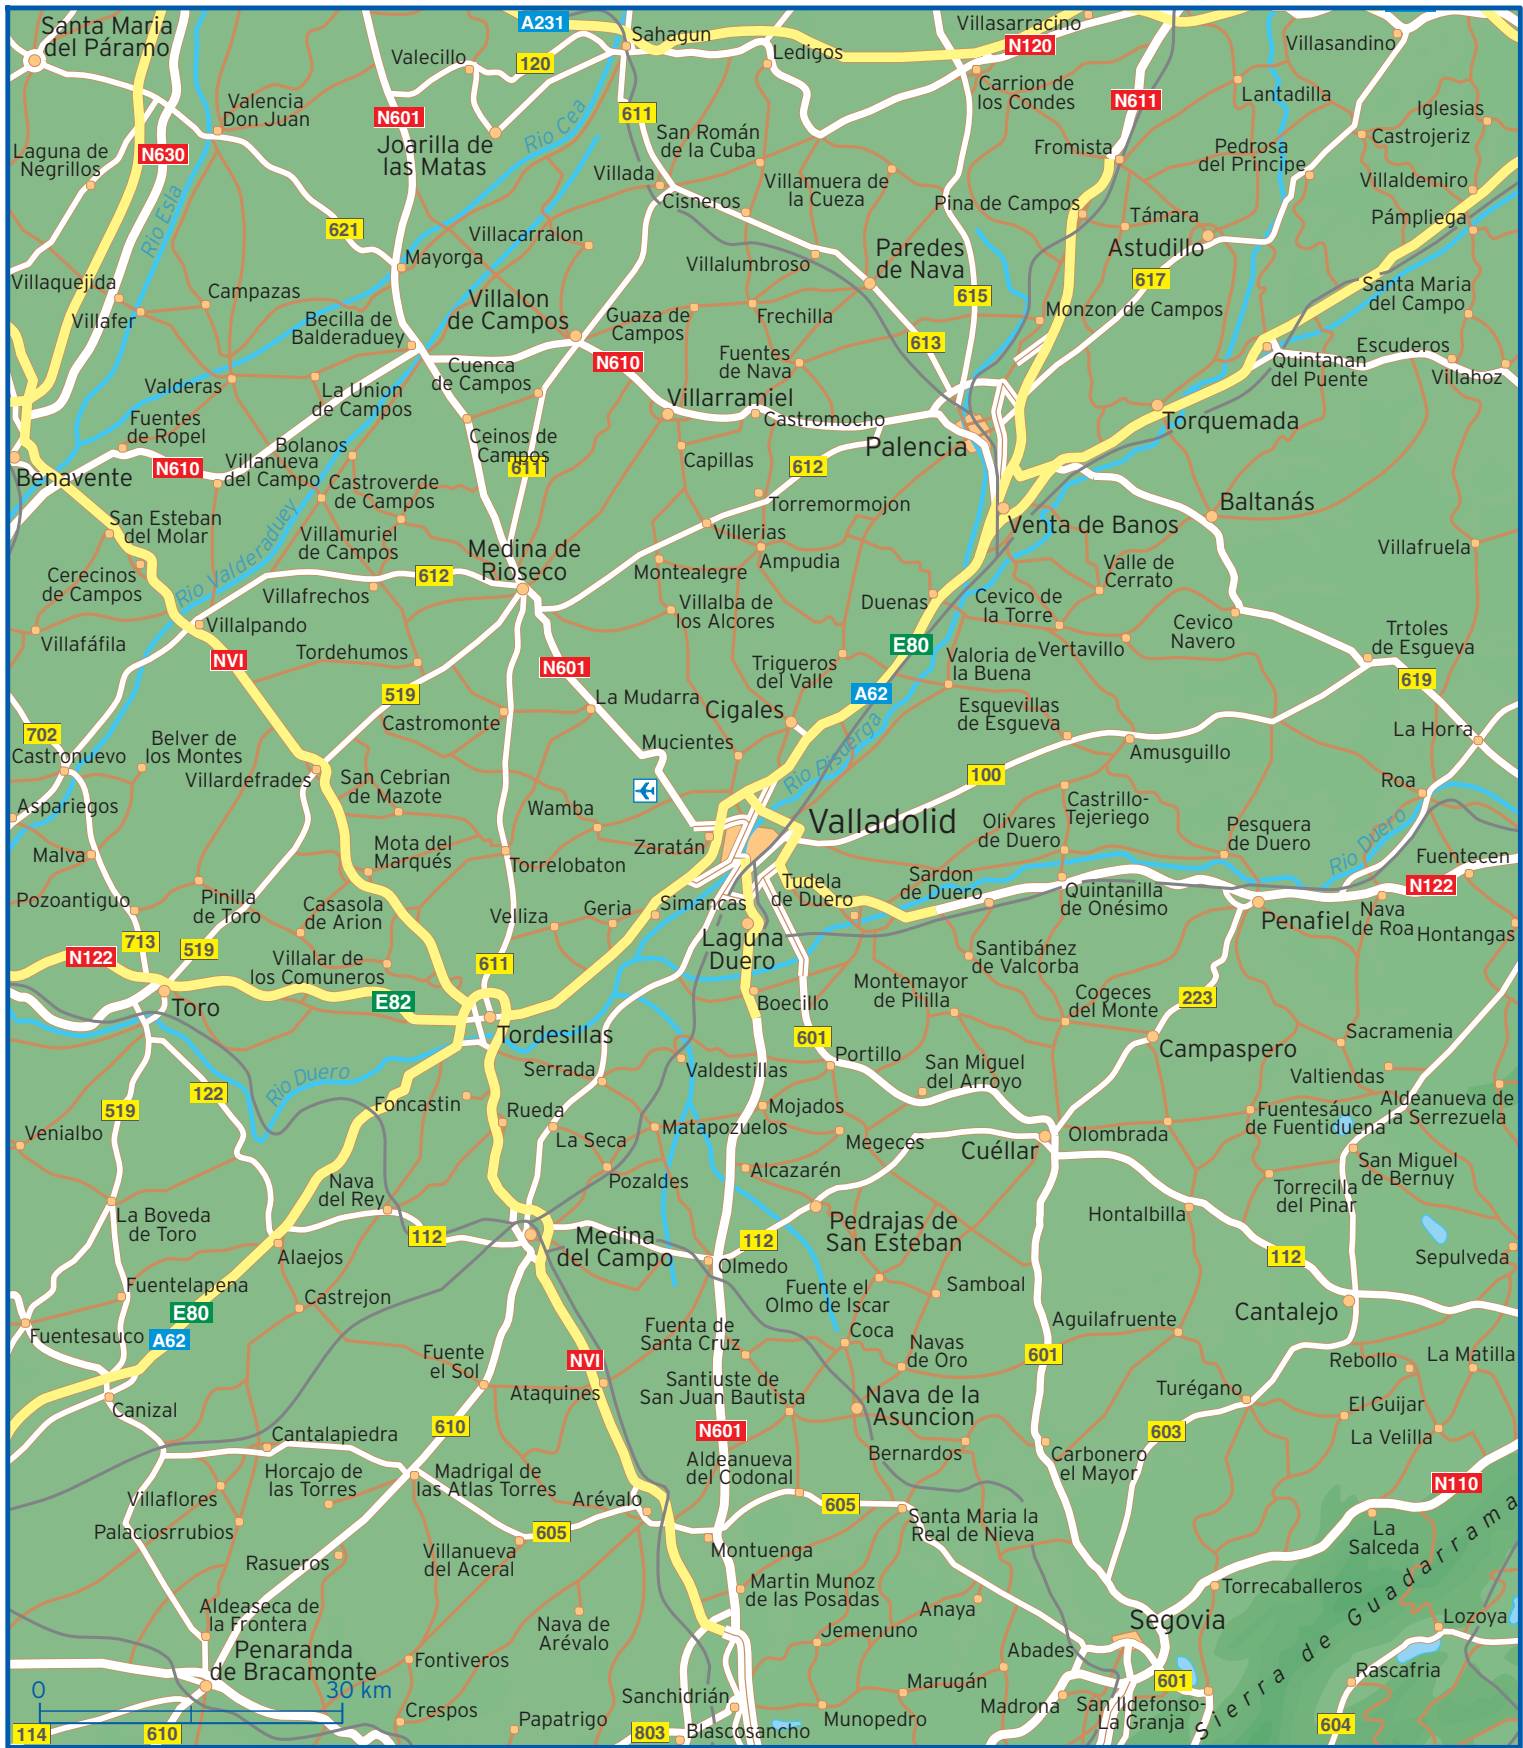 Santa Maria
del Páramo
A231
Sahagun
Villasarracino
N120
Villasandino
Valecillo
120
Ledigos
Carrion de
los Condes
N611
Lantadilla
Iglesias
Valencia
Don Juan
N601
Joarilla de
las Matas
Rio Cea
611
San Román
de la Cuba
Fromista
Pedrosa
del Principe
Castrojeriz
Laguna de
Negrillos
N630
Rio Esla
Villada
Cisneros
Villamuera de
la Cueza
Pina de Campos
Támara
Villaldemiro
Pámpliega
621
Mayorga
Villacarralon
Villalumbroso
Paredes
de Nava
Astudillo
617
Villaquejida
Villafer
Campazas
Becilla de
Balderaduey
Villalon
de Campos
Guaza de
Campos
Frechilla
615
Monzon de Campos
Santa Maria
del Campo
613
Valderas
La Union
de Campos
Cuenca
de Campos
N610
Fuentes
de Nava
Quintanan
del Puente
Escuderos
Villahoz
Fuentes
de Ropel
Villarramiel
Castromocho
Torquemada
Bolanos
Ceinos de
Campos
611
Capillas
Palencia
612
Benavente
N610
Villanueva
del Campo
Castroverde
de Campos
Torremormojon
Baltanás
San Esteban
del Molar
Villamuriel
de Campos
Medina de
Rioseco
Villerias
Venta de Banos
Villafruela
Rio Valderaduey
Cerecinos
de Campos
612
Villafrechos
Montealegre
Ampudia
Valle de
Cerrato
Villalba de
los Alcores
Duenas
Cevico de
la Torre
Cevico
Navero
Villafáfila
Villalpando
NVI
Tordehumos
N601
Trigueros
del Valle
E80
Valoria de
la Buena
Vertavillo
Trtoles
de Esgueva
619
519
La Mudarra
A62
Castromonte
Cigales
Esquevillas
de Esgueva
702
Castronuevo
Belver de
los Montes
Villardefrades
Mucientes
Rio Pisuerga
Amusguillo
La Horra
San Cebrian
de Mazote
100
Roa
Aspariegos
Wamba
Valladolid
Castrillo-
Tejeriego
Olivares
de Duero
Pesquera
de Duero
Rio Duero
Malva
Mota del
Marqués
Zaratán
Torrelobaton
Fuentecen
N122
Pozoantiguo
Pinilla
de Toro
Casasola
de Arion
Velliza
Geria
Simancas
Tudela
de Duero
Sardon
de Duero
Quintanilla
de Onésimo
Penafiel
Nava
de Roa
Hontangas
713
519
N122
Villalar de
los Comuneros
611
Laguna
Duero
Santibánez
de Valcorba
Toro
E82
Boecillo
Montemayor
de Pililla
Cogeces
del Monte
223
Tordesillas
601
Portillo
Campaspero
Sacramenia
Rio Duero
122
519
Serrada
Valdestillas
San Miguel
del Arroyo
Valtiendas
Foncastin
Rueda
Mojados
Fuentesáuco
de Fuentiduena
Aldeanueva de
la Serrezuela
Venialbo
La Seca
Matapozuelos
Megeces
Cuéllar
Olombrada
Nava
del Rey
Pozaldes
Alcazarén
San Miguel
de Bernuy
Torrecilla
del Pinar
La Boveda
de Toro
Hontalbilla
112
Medina
del Campo
112
Pedrajas de
San Esteban
112
Alaejos
Olmedo
Sepulveda
Fuentelapena
E80
Castrejon
Fuente el
Olmo de Iscar
Samboal
Cantalejo
Fuentesauco
A62
Fuenta de
Santa Cruz
Coca
Aguilafruente
Fuente
el Sol
NVI
Navas
de Oro
601
Rebollo
La Matilla
Ataquines
Santiuste de
San Juan Bautista
Nava de la
Asuncion
Turégano
Canizal
610
N601
El Guijar
603
La Velilla
Cantalapiedra
Aldeanueva
del Codonal
Bernardos
Carbonero
el Mayor
Horcajo de
las Torres
Madrigal de
las Atlas Torres
N110
Villaflores
Arévalo
605
Santa Maria la
Real de Nieva
Palaciosrrubios
605
La
Salceda
Rasueros
Villanueva
del Aceral
Montuenga
Martin Munoz
de las Posadas
Torrecaballeros
Sierra de Guadarrama
Aldeaseca de
la Frontera
Anaya
Segovia
Lozoya
Nava de
Arévalo
Jemenuno
Penaranda
de Bracamonte
Abades
Fontiveros
Marugán
601
Rascafria
0
30 km
Sanchidrián
Madrona
San Ildefonso-
La Granja
Crespos
Papatrigo
Munopedro
114
610
803
Blascosancho
604